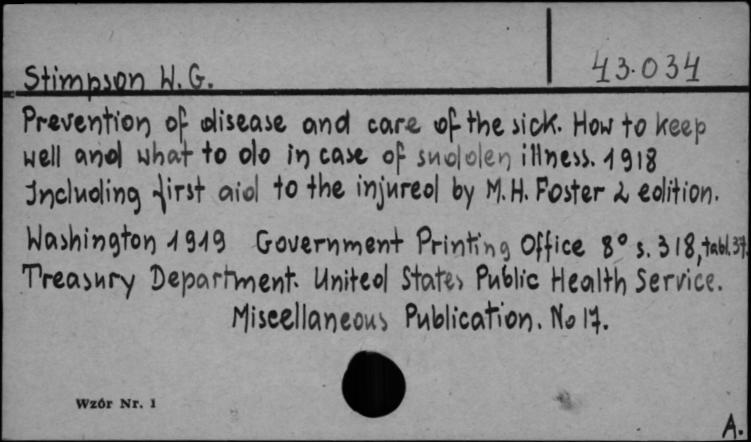 43.034
Stimpson W.G.
Prevention of disease and care of the sick. How to keep
well and what to do in case of sudden illness. 1918
Including first aid to the injured by M.H. Foster 2 edition.
Washington 1919 Government Printing Office 8° s. 318, tabl. 37.
Treasury Department. United States Public Health Service.
Miscellaneous Publication. No 17.
Wzór Nr. 1
A.